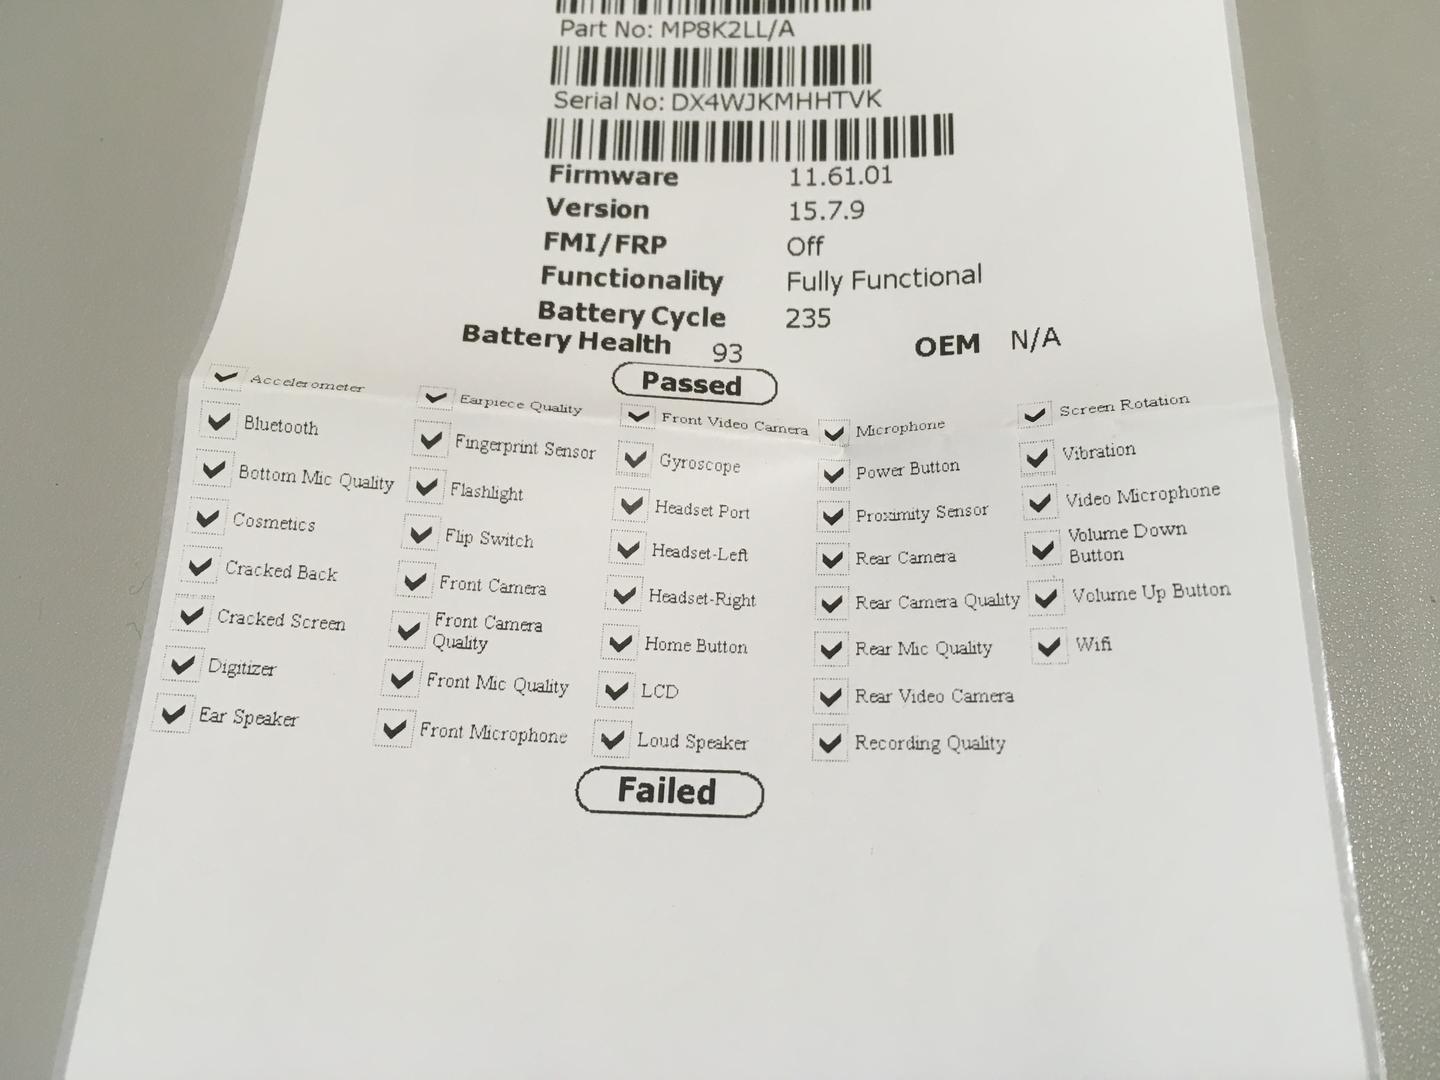 Part No: MP8K2LL/A
Serial No: DX4WJKMHHTVK
Firmware 11.61.01
Version 15.7.9
FMI/FRP Off
Functionality Fully Functional
Battery Cycle 235
Battery Health 93 OEM N/A
Passed
Accelerometer
Bluetooth
Bottom Mic Quality
Cosmetics
Cracked Back
Cracked Screen
Digitizer
Ear Speaker
Earpiece Quality
Fingerprint Sensor
Flashlight
Flip Switch
Front Camera
Front Camera
Quality
Front Mic Quality
Front Microphone
Front Video Camera
Gyroscope
Headset Port
Headset-Left
Headset-Right
Home Button
LCD
Loud Speaker
Microphone
Power Button
Proximity Sensor
Rear Camera
Rear Camera Quality
Rear Mic Quality
Rear Video Camera
Recording Quality
Screen Rotation
Vibration
Video Microphone
Volume Down
Button
Volume Up Button
Wifi
Failed